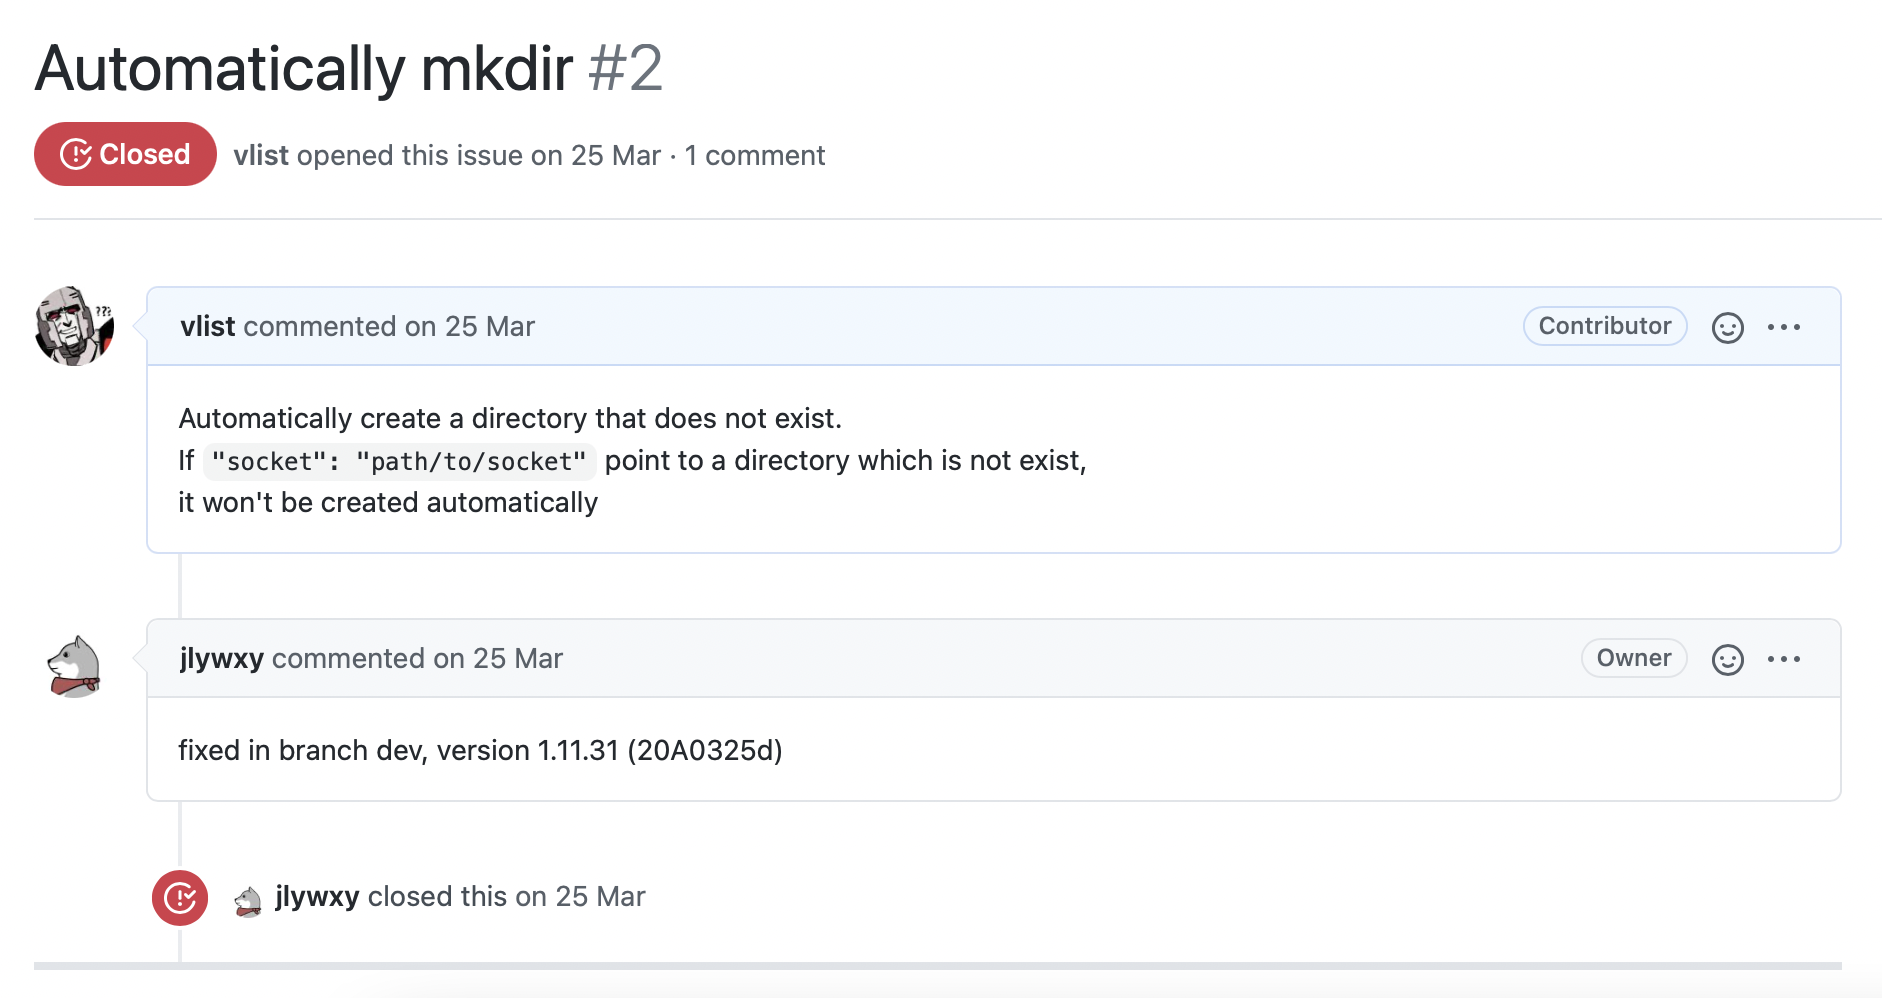 Automatically mkdir #2
Closed vlist opened this issue on 25 Mar · 1 comment
???
vlist commented on 25 Mar Contributor
Automatically create a directory that does not exist.
If "socket": "path/to/socket" point to a directory which is not exist,
it won't be created automatically
jlywxy commented on 25 Mar Owner
fixed in branch dev, version 1.11.31 (20A0325d)
jlywxy closed this on 25 Mar